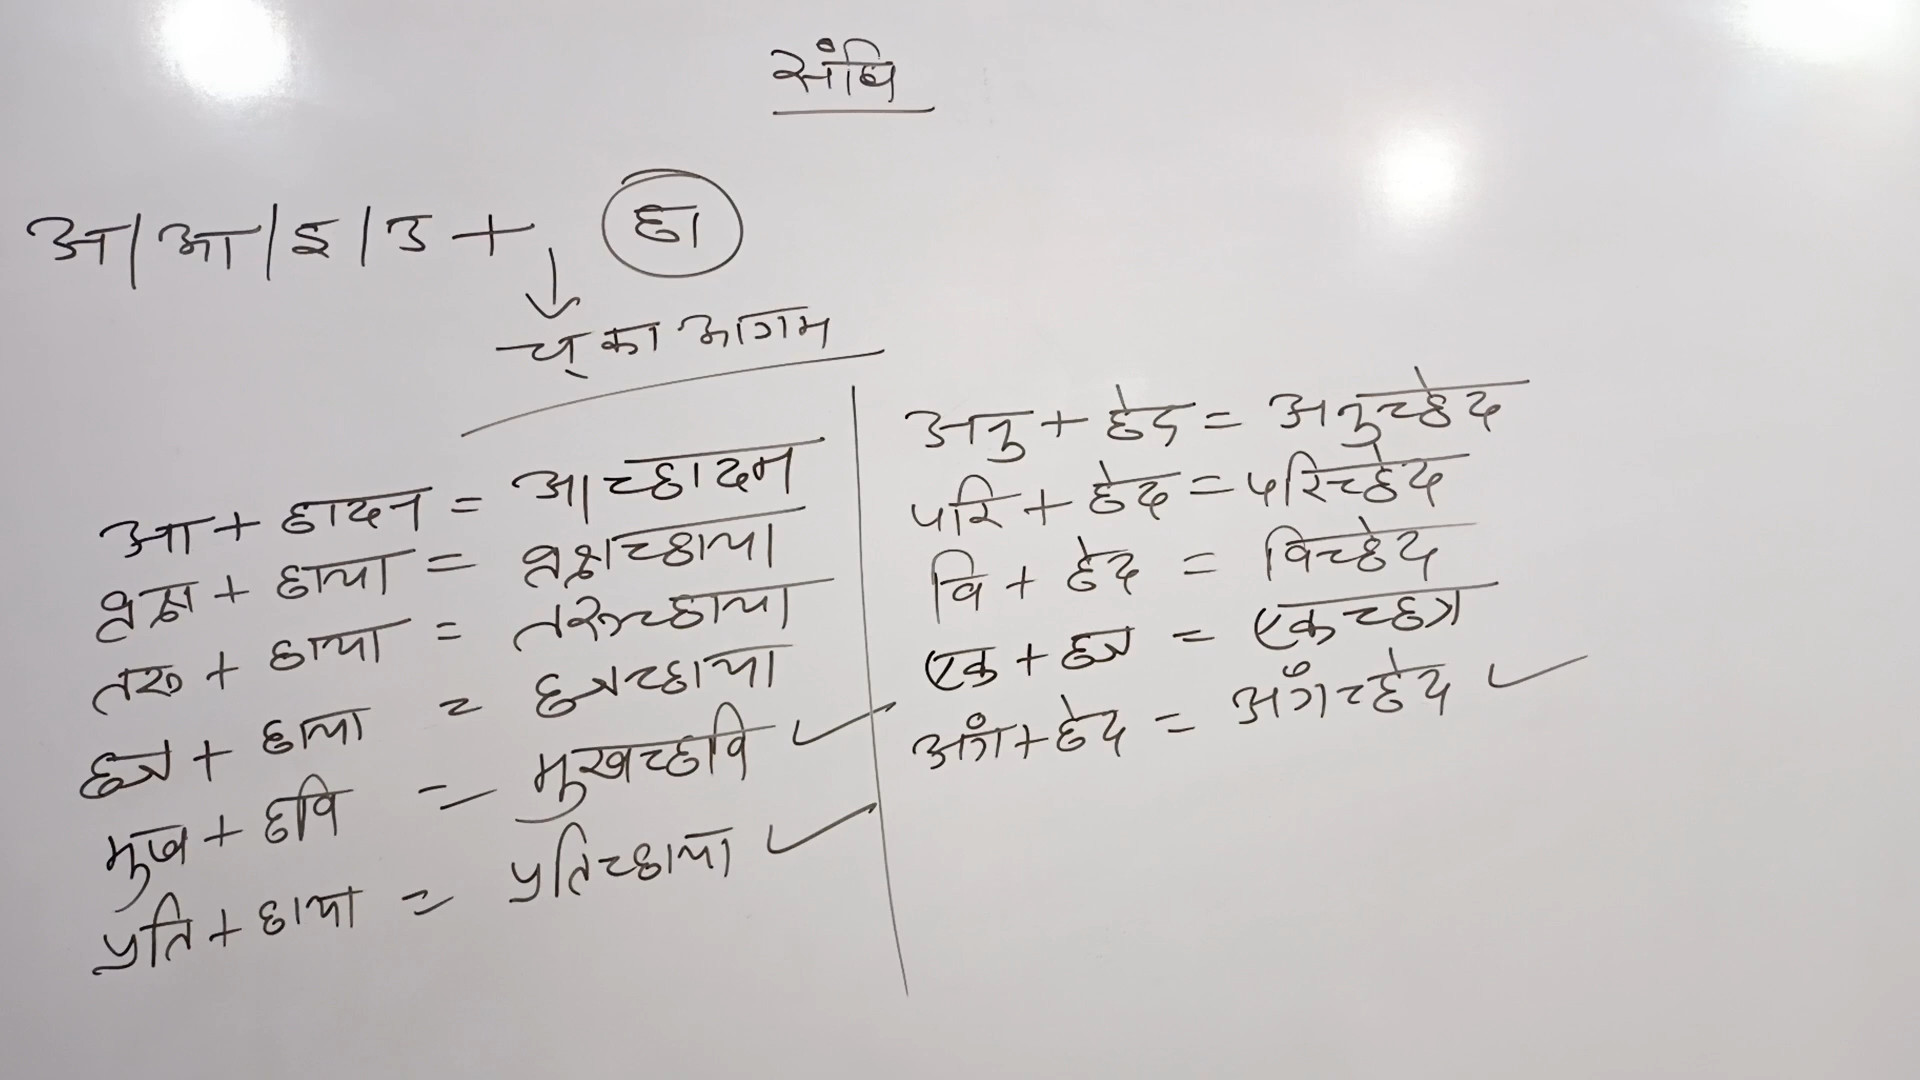 संधि
अ/आ/इ/उ + छ
च् का आगम
आ + छादन = आच्छादन
वृक्ष + छाया = वृक्षच्छाया
तरु + छाया = तरुच्छाया
छत्र + छाया = छत्रच्छाया
मुख + छवि = मुखच्छवि ✓
प्रति + छाया = प्रतिच्छाया ✓
अनु + छेद = अनुच्छेद
परि + छेद = परिच्छेद
वि + छेद = विच्छेद
एक + छत्र = एकच्छत्र
अंग + छेद = अंगच्छेद ✓